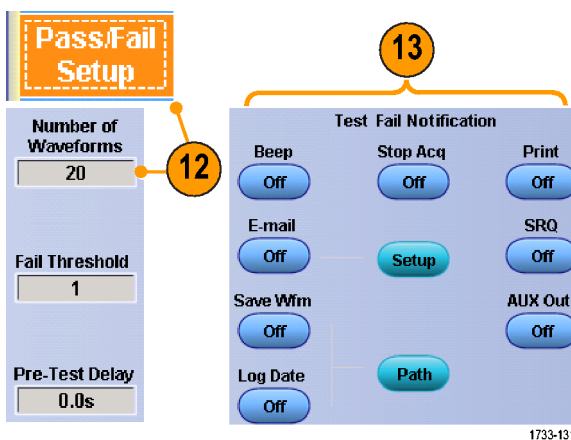 Pass/Fail
Setup
12
Number of
Waveforms
20
Fail Threshold
1
Pre-Test Delay
0.0s
13
Test Fail Notification
Beep
Off
Stop Acq
Off
Print
Off
E-mail
Off
Setup
SRQ
Off
Save Wfm
Off
AUX Out
Off
Log Date
Off
Path
1733-131